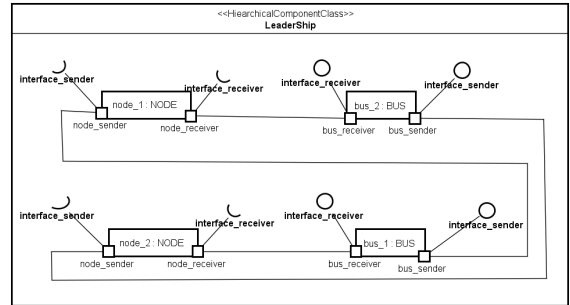 <<HiearchicalComponentClass>>
LeaderShip
interface_sender
interface_receiver
interface_receiver
interface_sender
node_1 : NODE
bus_2 : BUS
node_sender
node_receiver
bus_receiver
bus_sender
interface_sender
interface_receiver
interface_receiver
interface_sender
node_2 : NODE
bus_1 : BUS
node_sender
node_receiver
bus_receiver
bus_sender